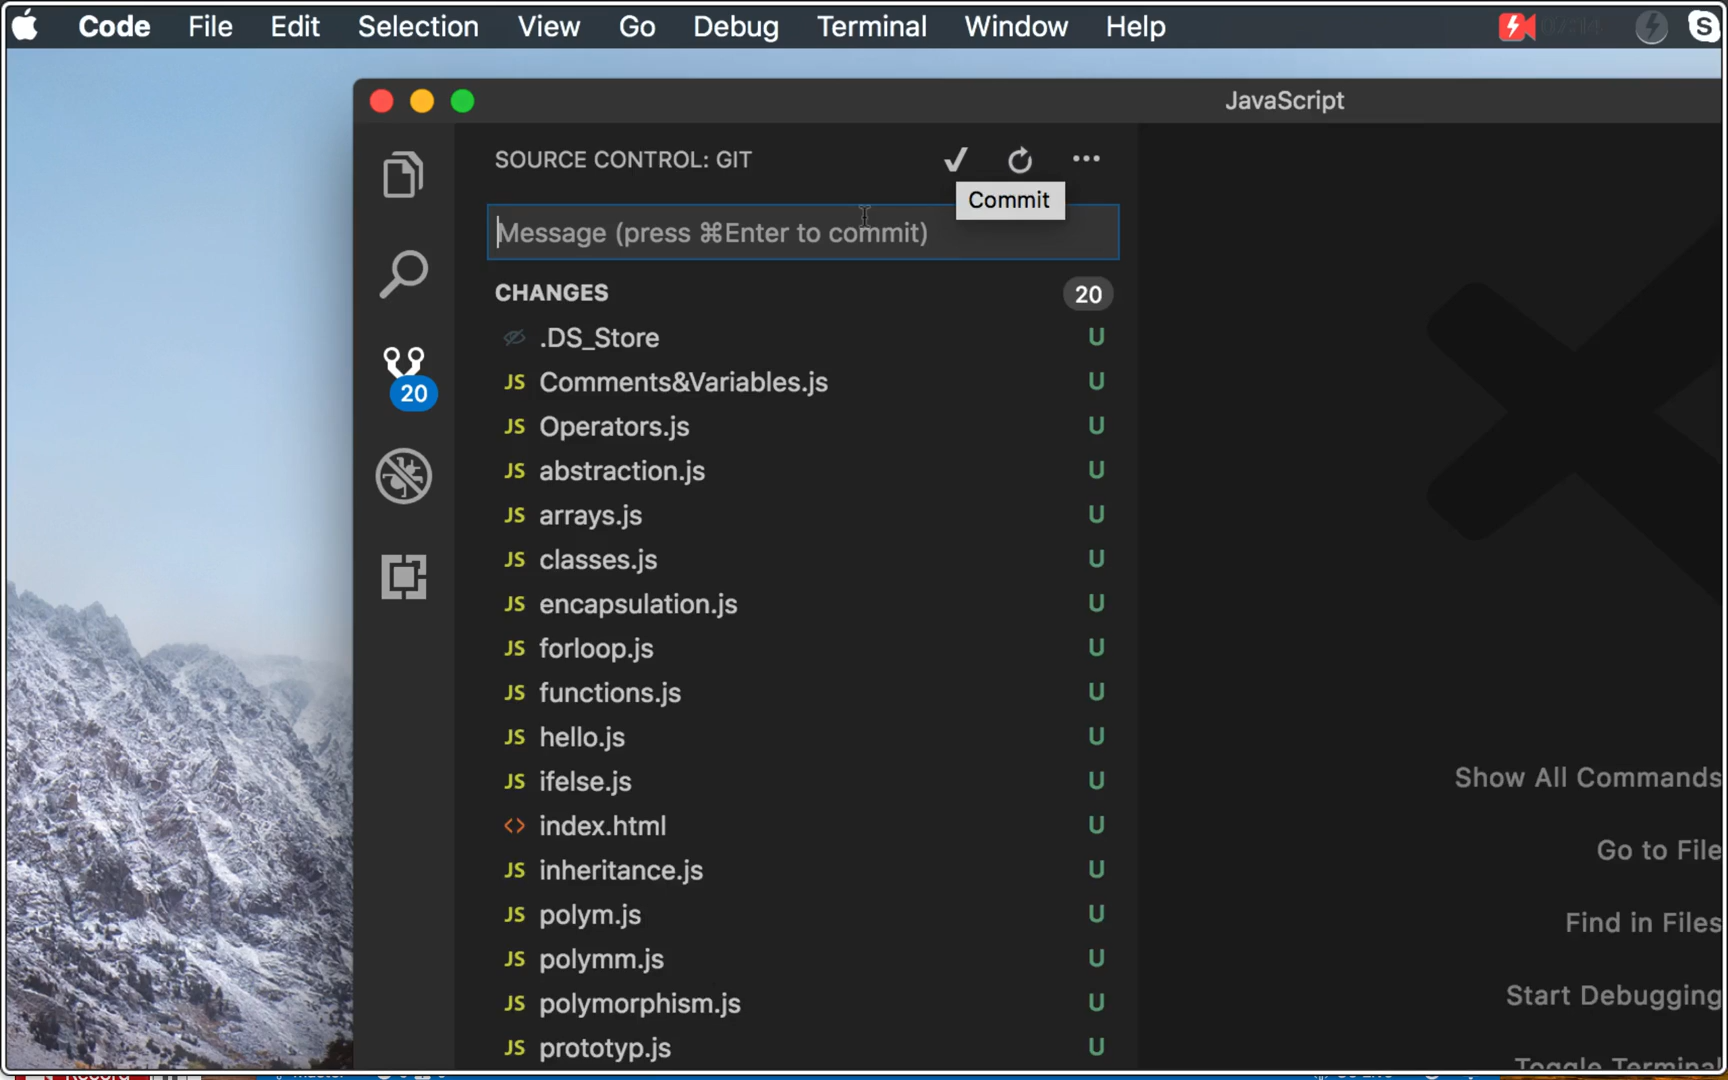 Code File Edit Selection View Go Debug Terminal Window Help
JavaScript
SOURCE CONTROL: GIT
Commit
Message (press ⌘Enter to commit)
CHANGES 20
.DS_Store U
20
JS Comments&Variables.js U
JS Operators.js U
JS abstraction.js U
JS arrays.js U
JS classes.js U
JS encapsulation.js U
JS forloop.js U
JS functions.js U
JS hello.js U
JS ifelse.js U
<> index.html U
JS inheritance.js U
JS polym.js U
JS polymm.js U
JS polymorphism.js U
JS prototyp.js U
Show All Commands
Go to File
Find in Files
Start Debugging
Toggle Terminal